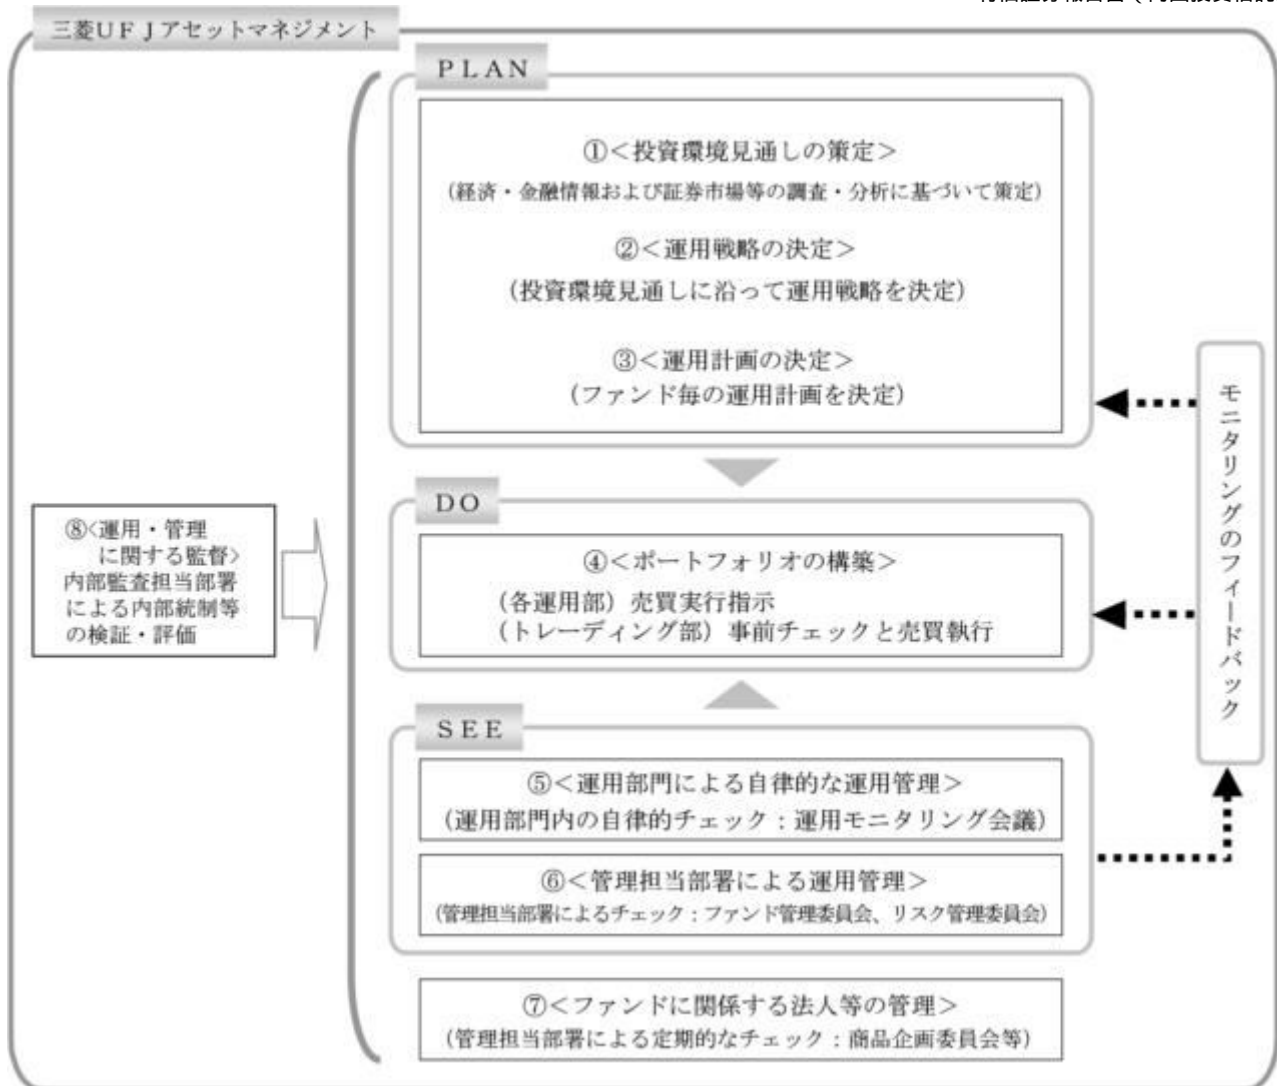 三菱UFJアセットマネジメント
PLAN
①<投資環境見通しの策定>
(経済・金融情報および証券市場等の調査・分析に基づいて策定)
②<運用戦略の決定>
(投資環境見通しに沿って運用戦略を決定)
③<運用計画の決定>
(ファンド毎の運用計画を決定)
DO
④<ポートフォリオの構築>
(各運用部)売買実行指示
(トレーディング部)事前チェックと売買執行
SEE
⑤<運用部門による自律的な運用管理>
(運用部門内の自律的チェック:運用モニタリング会議)
⑥<管理担当部署による運用管理>
(管理担当部署によるチェック:ファンド管理委員会、リスク管理委員会)
⑦<ファンドに関係する法人等の管理>
(管理担当部署による定期的なチェック:商品企画委員会等)
⑧<運用・管理
に関する監督>
内部監査担当部署
による内部統制等
の検証・評価
モニタリングのフィードバック